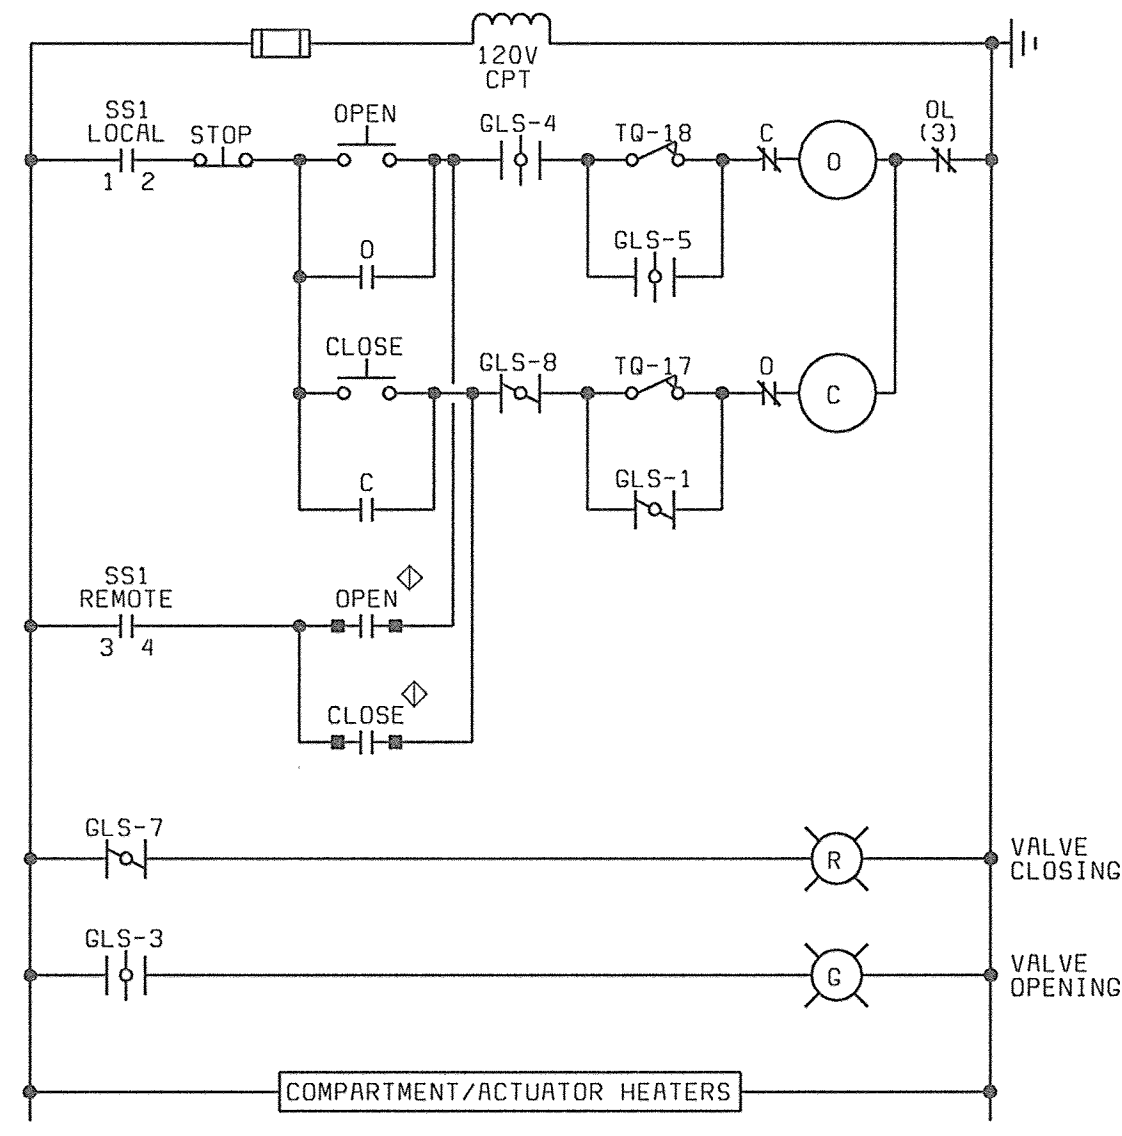 120V
CPT
SS1
LOCAL
STOP
OPEN
GLS-4
TQ-18
C
O
OL
(3)
1 2
O
GLS-5
CLOSE
GLS-8
TQ-17
O
C
C
GLS-1
SS1
REMOTE
3 4
OPEN
CLOSE
GLS-7
R
VALVE
CLOSING
GLS-3
G
VALVE
OPENING
COMPARTMENT/ACTUATOR HEATERS